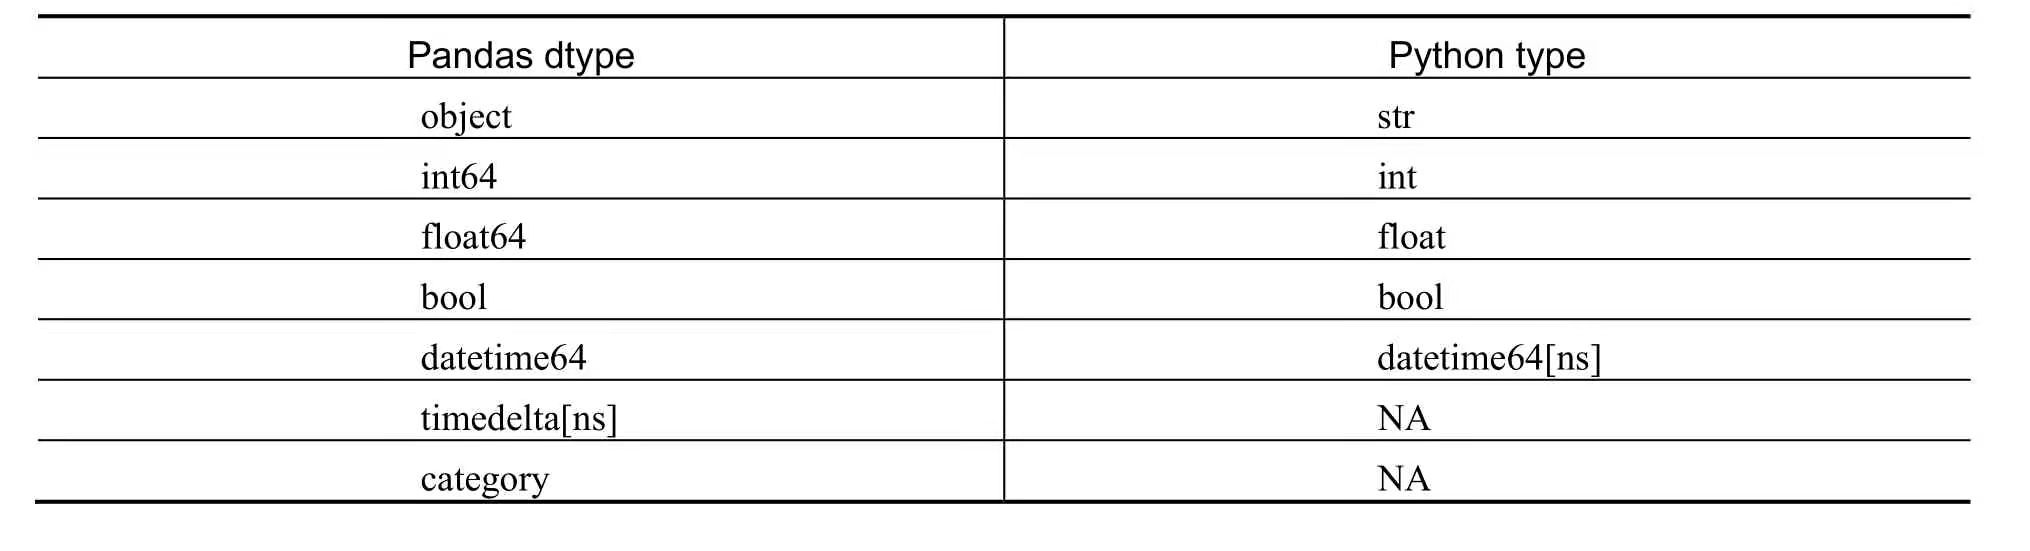 Pandas dtype Python type
object str
int64 int
float64 float
bool bool
datetime64 datetime64[ns]
timedelta[ns] NA
category NA